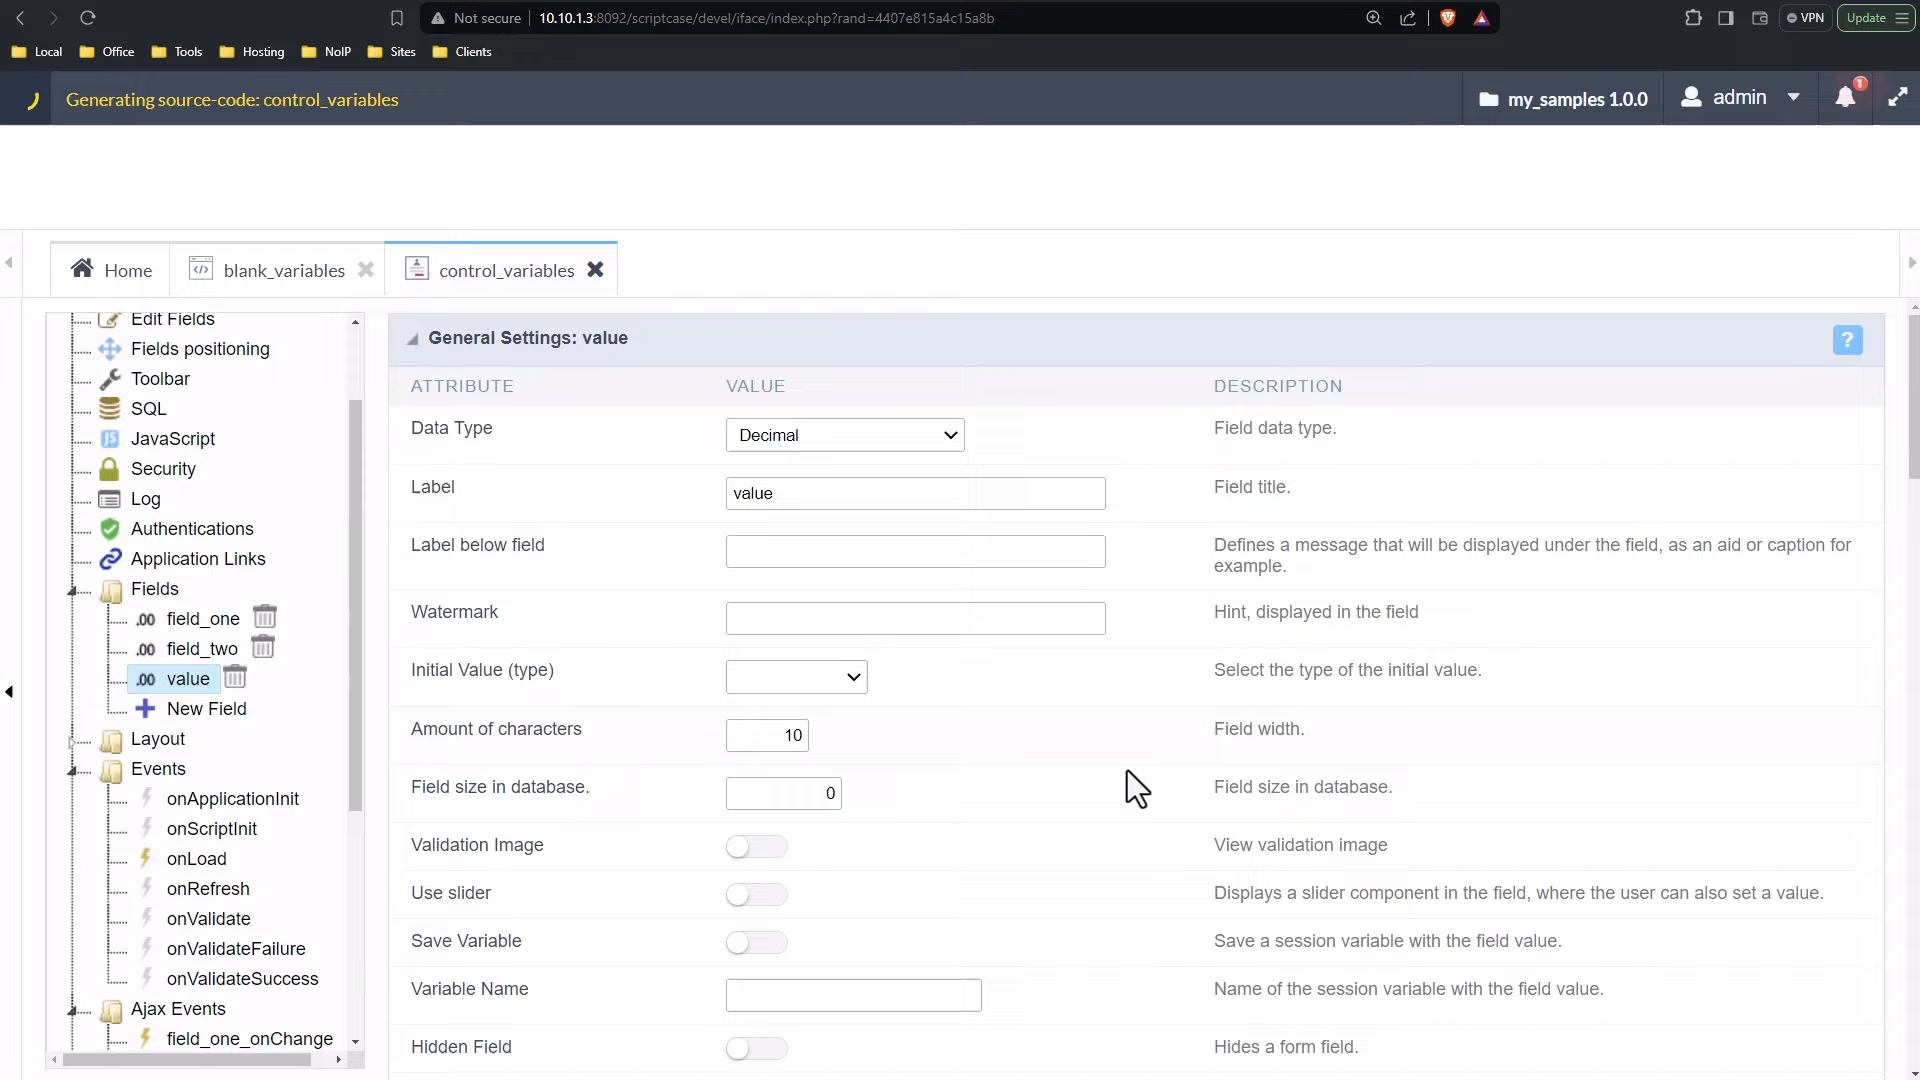 Not secure
10.10.1.3:8092/scriptcase/devel/iface/index.php?rand=4407e815a4c15a8b
VPN
Update
Local
Office
Tools
Hosting
NoIP
Sites
Clients
Generating source-code: control_variables
my_samples 1.0.0
admin
1
Home
blank_variables
control_variables
Edit Fields
Fields positioning
Toolbar
SQL
JS JavaScript
Security
Log
Authentications
Application Links
Fields
.00 field_one
.00 field_two
.00 value
New Field
Layout
Events
onApplicationInit
onScriptInit
onLoad
onRefresh
onValidate
onValidateFailure
onValidateSuccess
Ajax Events
field_one_onChange
General Settings: value
?
ATTRIBUTE VALUE DESCRIPTION
Data Type Decimal Field data type.
Label value Field title.
Label below field Defines a message that will be displayed under the field, as an aid or caption for
example.
Watermark Hint, displayed in the field
Initial Value (type) Select the type of the initial value.
Amount of characters 10 Field width.
Field size in database. 0 Field size in database.
Validation Image View validation image
Use slider Displays a slider component in the field, where the user can also set a value.
Save Variable Save a session variable with the field value.
Variable Name Name of the session variable with the field value.
Hidden Field Hides a form field.